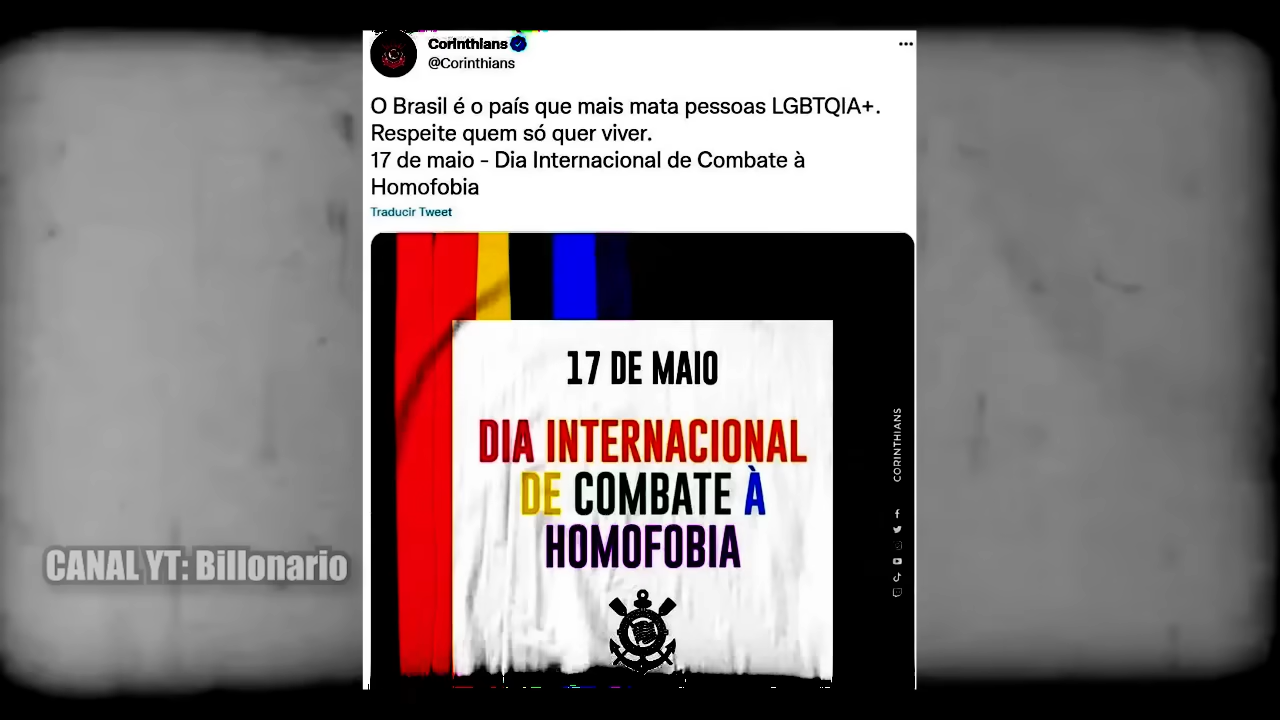 Corinthians
@Corinthians
O Brasil é o país que mais mata pessoas LGBTQIA+.
Respeite quem só quer viver.
17 de maio - Dia Internacional de Combate à
Homofobia
Traducir Tweet
17 DE MAIO
DIA INTERNACIONAL
DE COMBATE À
HOMOFOBIA
CORINTHIANS
CANAL YT: Billonario